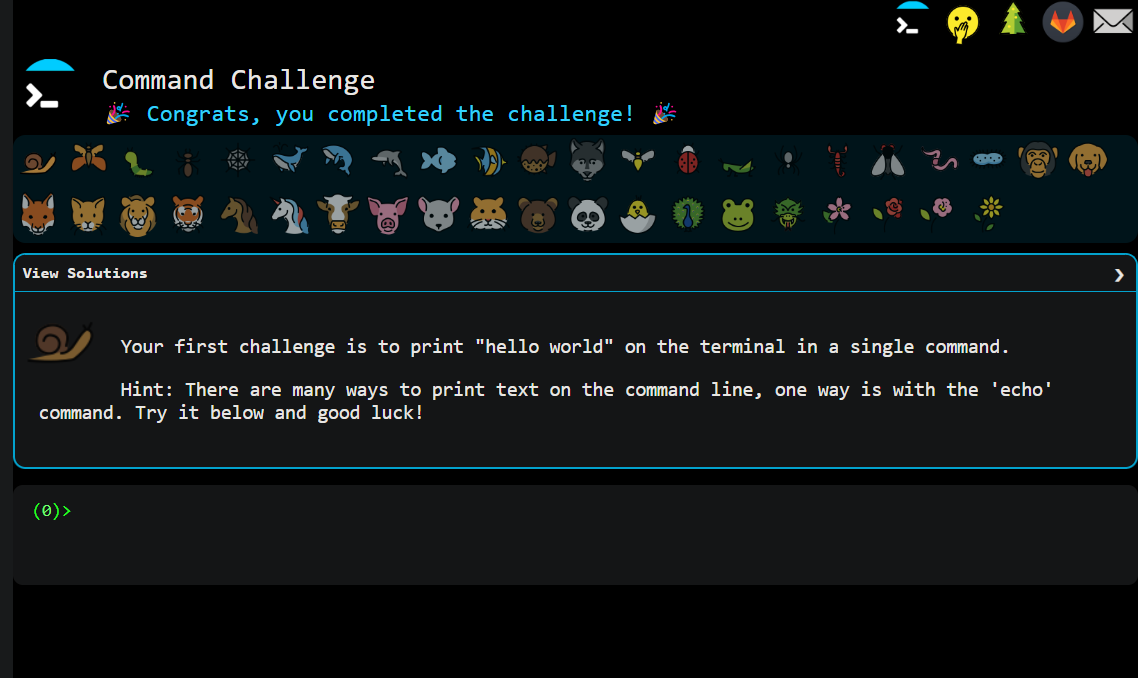 Command Challenge
🎉 Congrats, you completed the challenge! 🎉
View Solutions
Your first challenge is to print "hello world" on the terminal in a single command.
Hint: There are many ways to print text on the command line, one way is with the 'echo'
command. Try it below and good luck!
(0)>